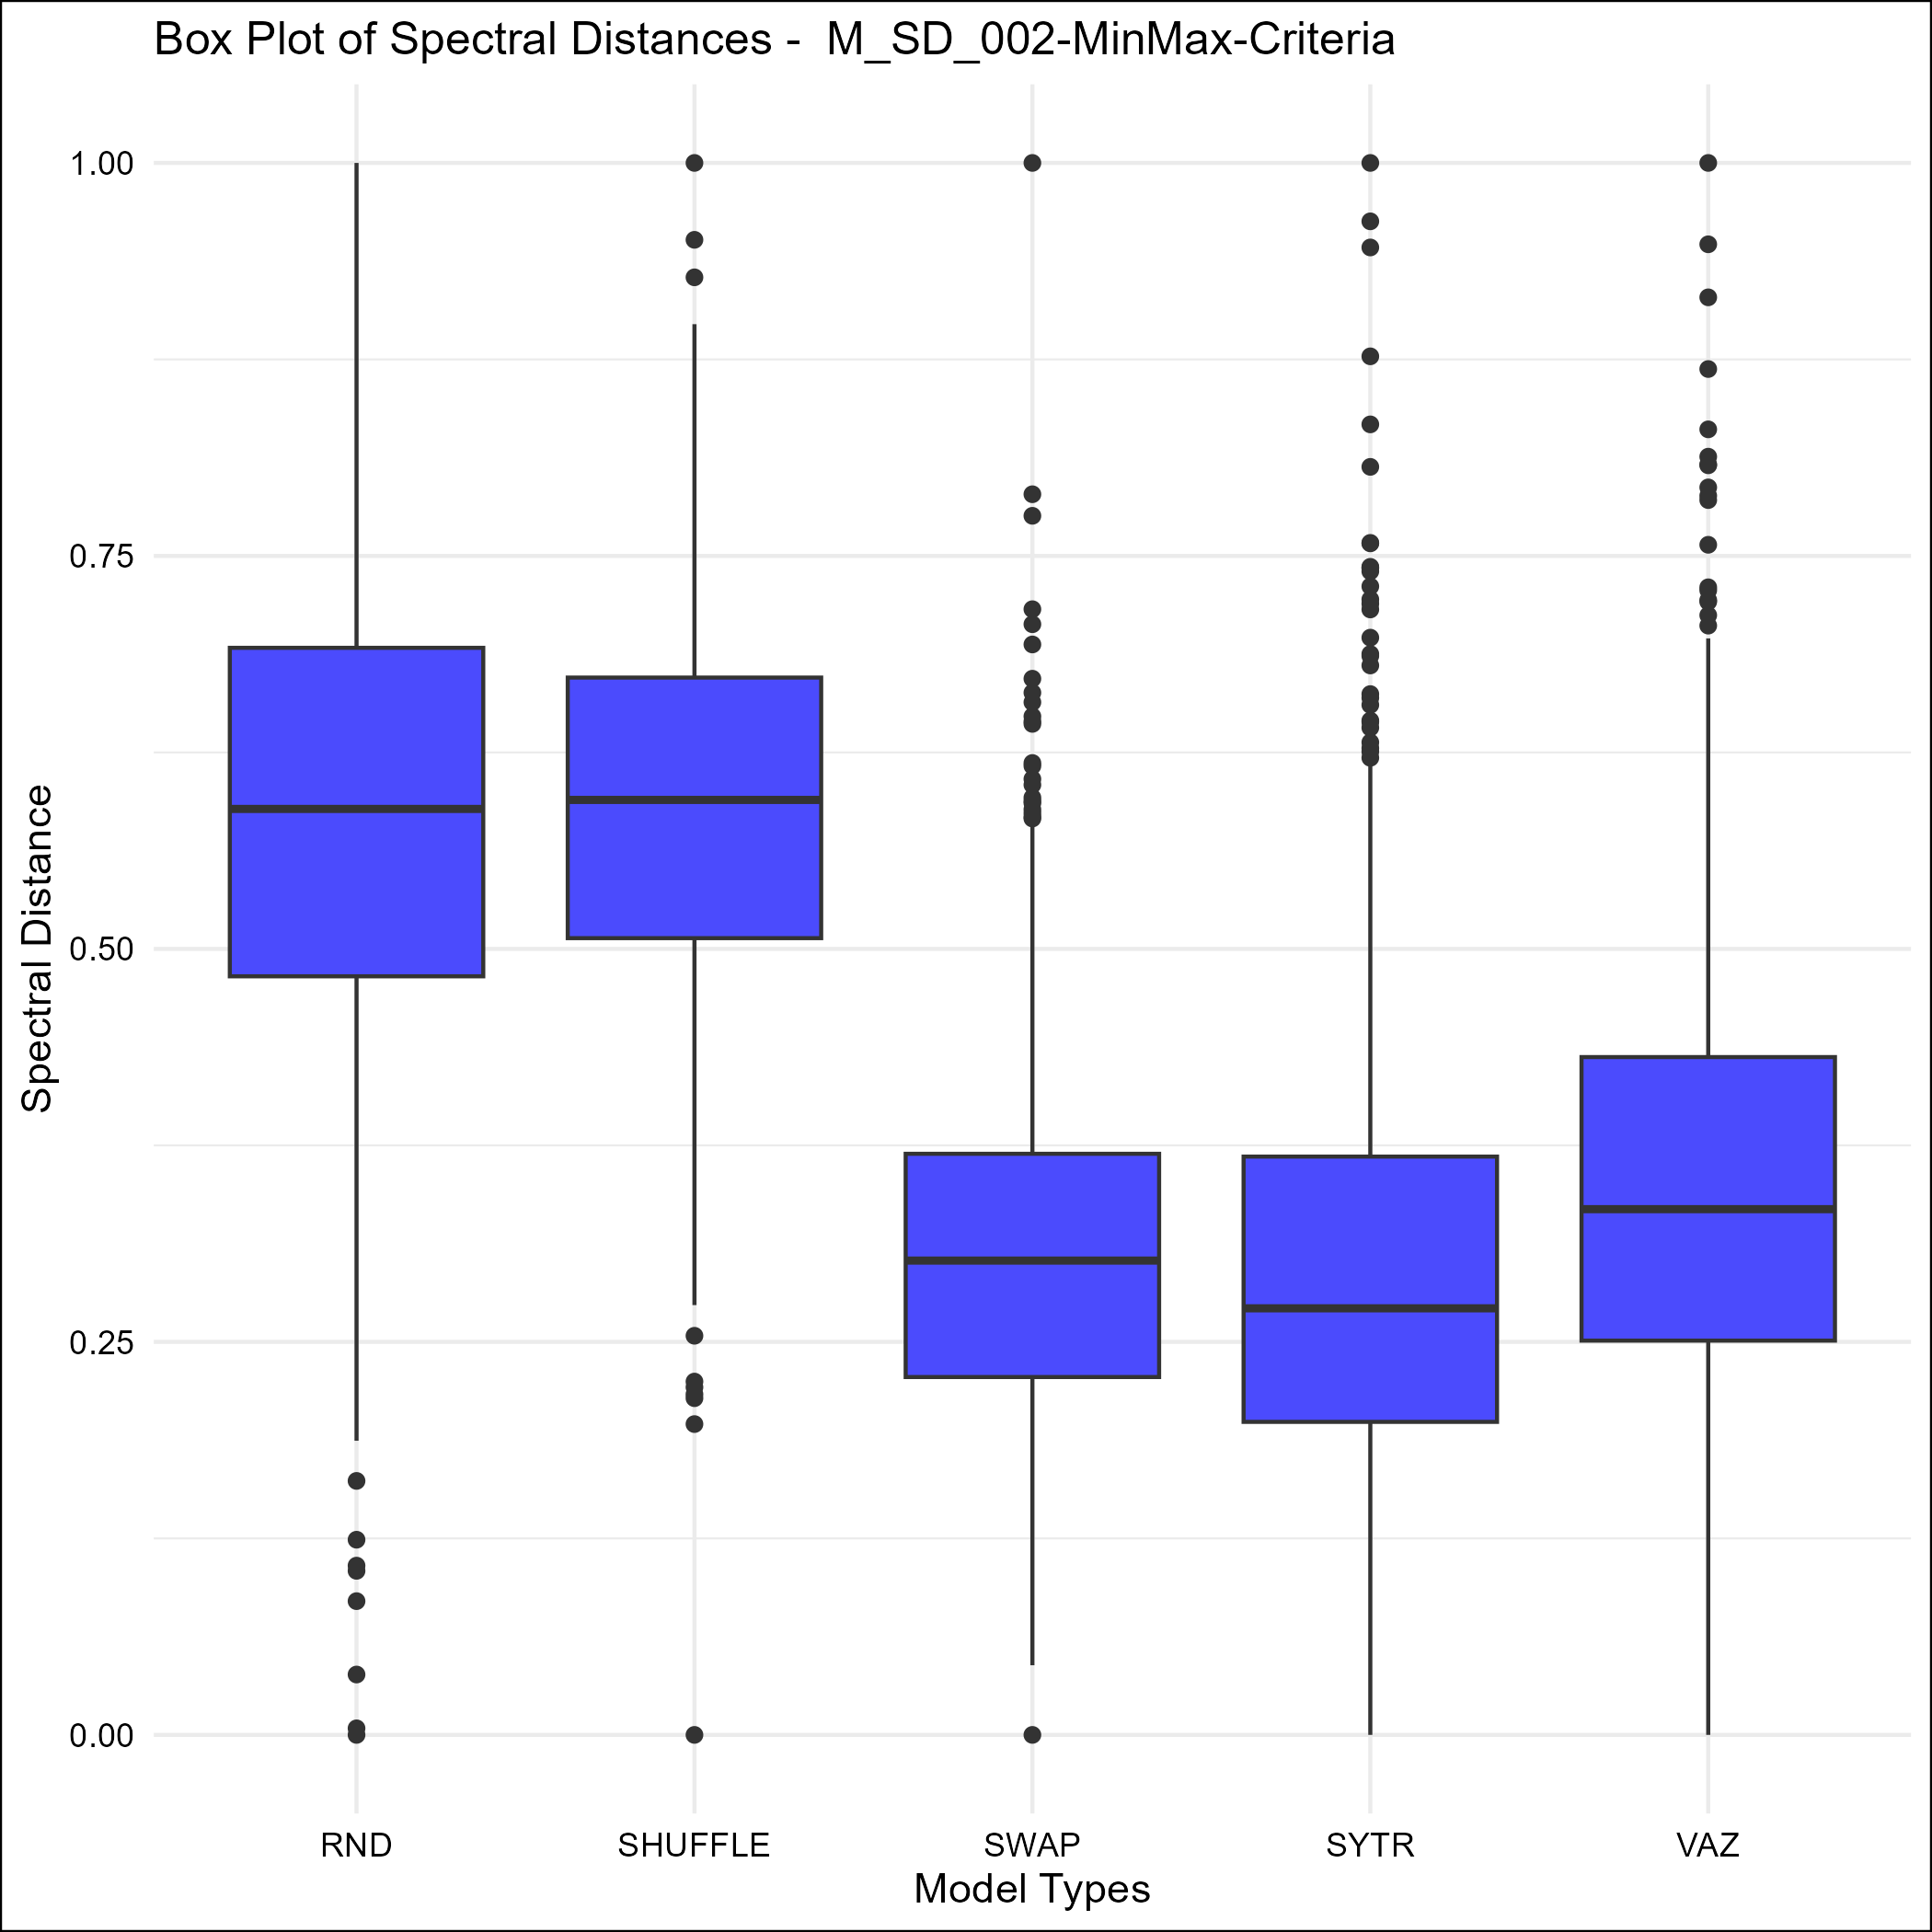 Box Plot of Spectral Distances -  M_SD_002-MinMax-Criteria
1.00
0.75
0.50
0.25
0.00
Spectral Distance
RND SHUFFLE SWAP SYTR VAZ
Model Types